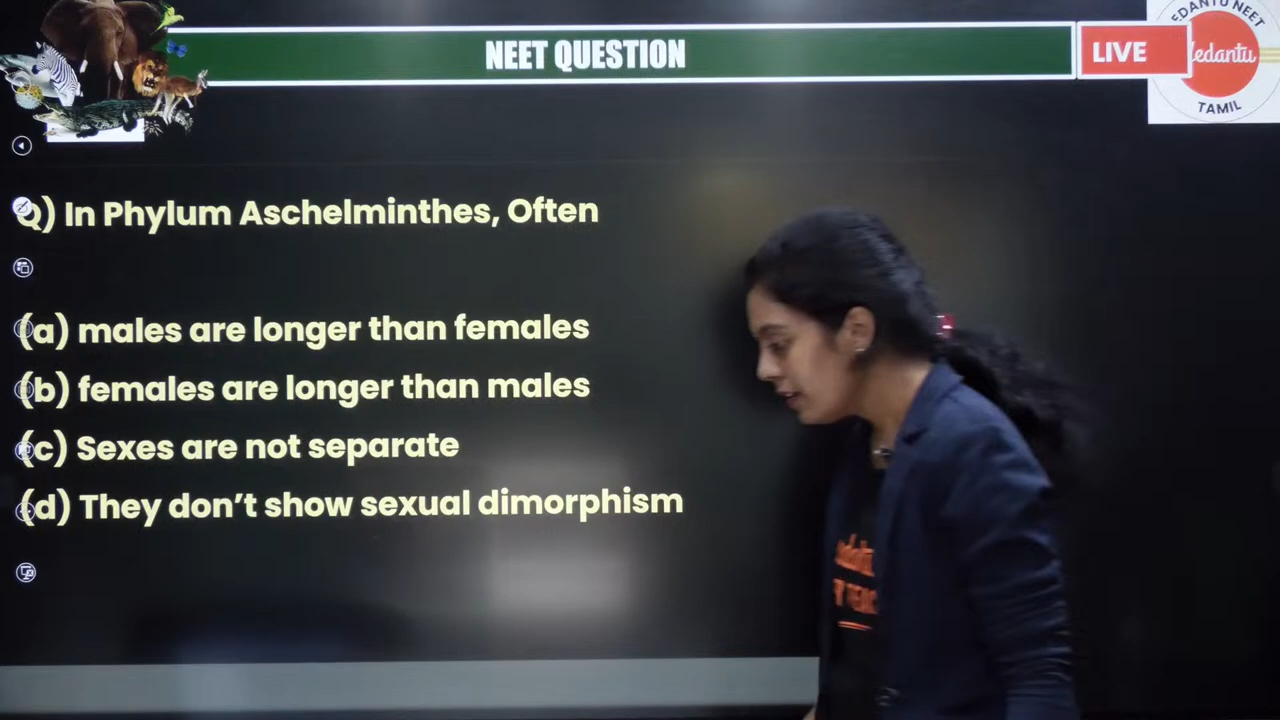 NEET QUESTION
LIVE
VEDANTU NEET
Vedantu
TAMIL
Q) In Phylum Aschelminthes, Often
(a) males are longer than females
(b) females are longer than males
(c) Sexes are not separate
(d) They don't show sexual dimorphism